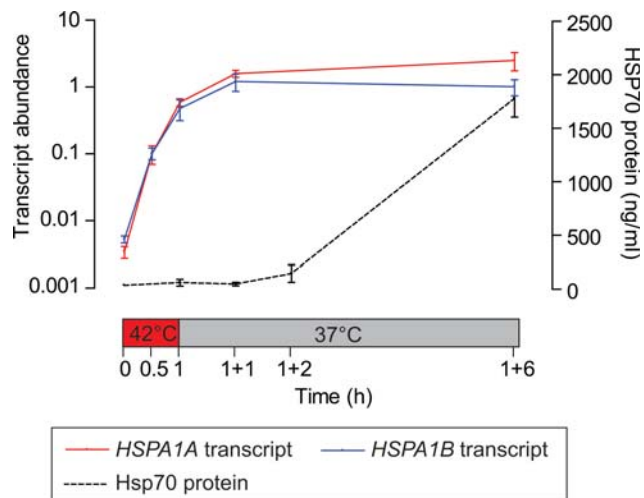 10
1
0.1
0.01
0.001
Transcript abundance
2500
2000
1500
1000
500
0
HSP70 protein (ng/ml)
42°C 37°C
0 0.5 1 1+1 1+2 1+6
Time (h)
HSPA1A transcript HSPA1B transcript
Hsp70 protein